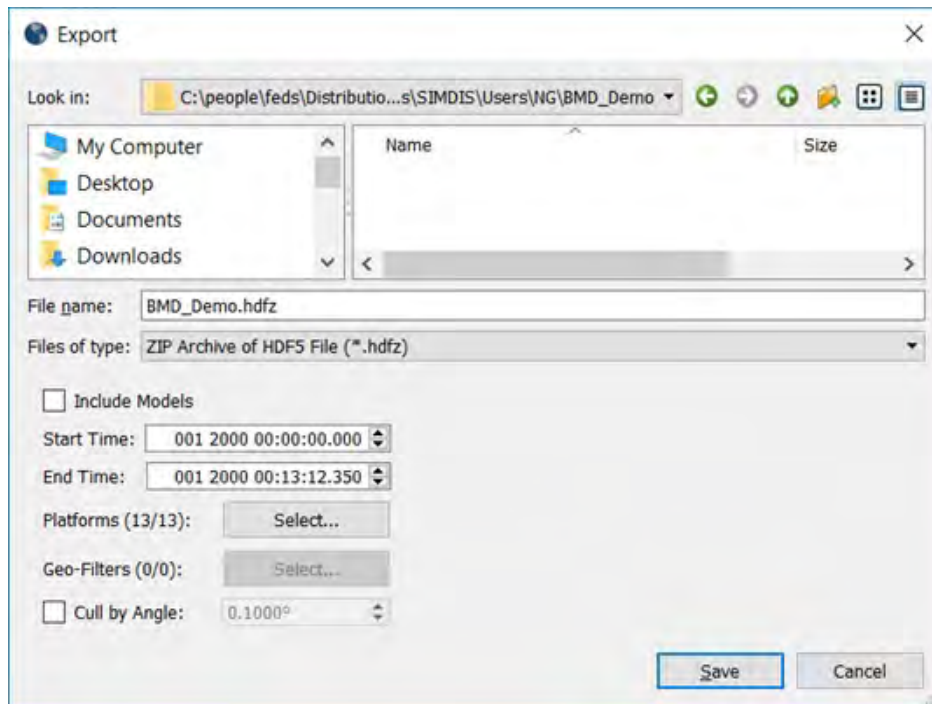 Export
Look in: C:\people\feds\Distributio...s\SIMDIS\Users\NG\BMD_Demo
My Computer
Desktop
Documents
Downloads
Name Size
File name: BMD_Demo.hdfz
Files of type: ZIP Archive of HDF5 File (*.hdfz)
Include Models
Start Time: 001 2000 00:00:00.000
End Time: 001 2000 00:13:12.350
Platforms (13/13): Select...
Geo-Filters (0/0): Select...
Cull by Angle: 0.1000°
Save Cancel